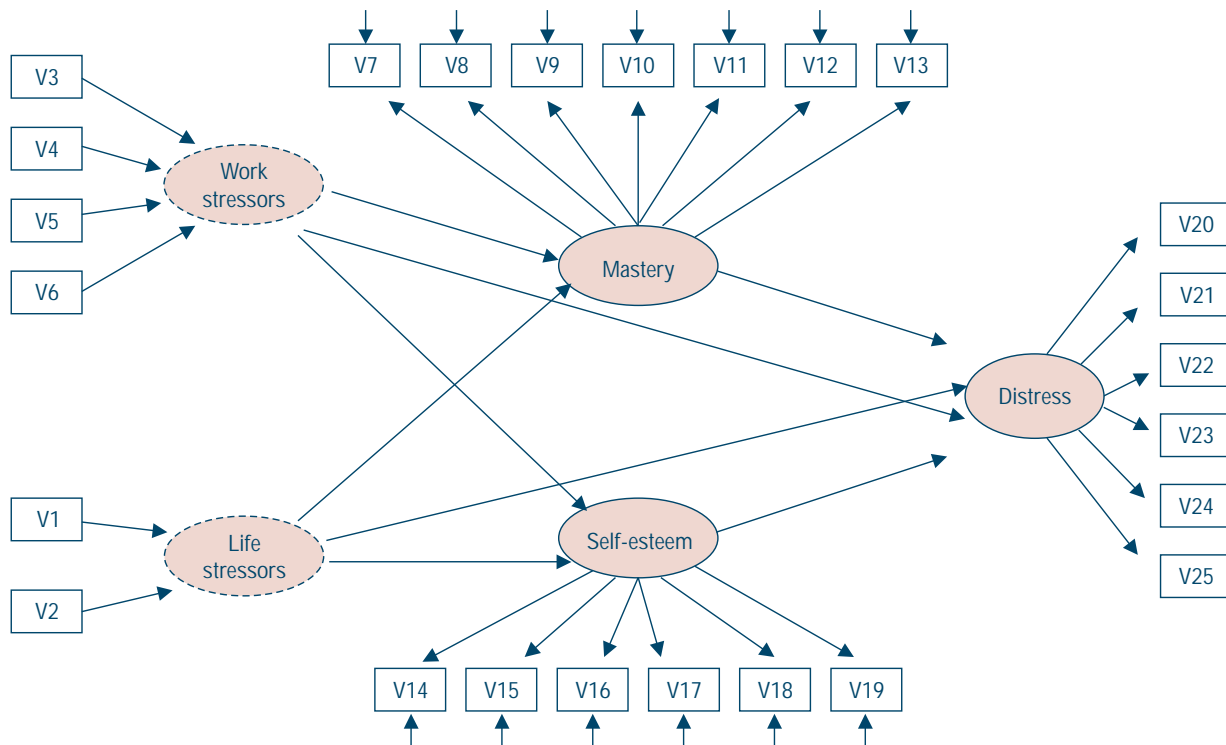 V7 V8 V9 V10 V11 V12 V13
V3
V4
V5
V6
Work
stressors
Mastery
V20
V21
V22
V23
V24
V25
Distress
V1
V2
Life
stressors
Self-esteem
V14 V15 V16 V17 V18 V19